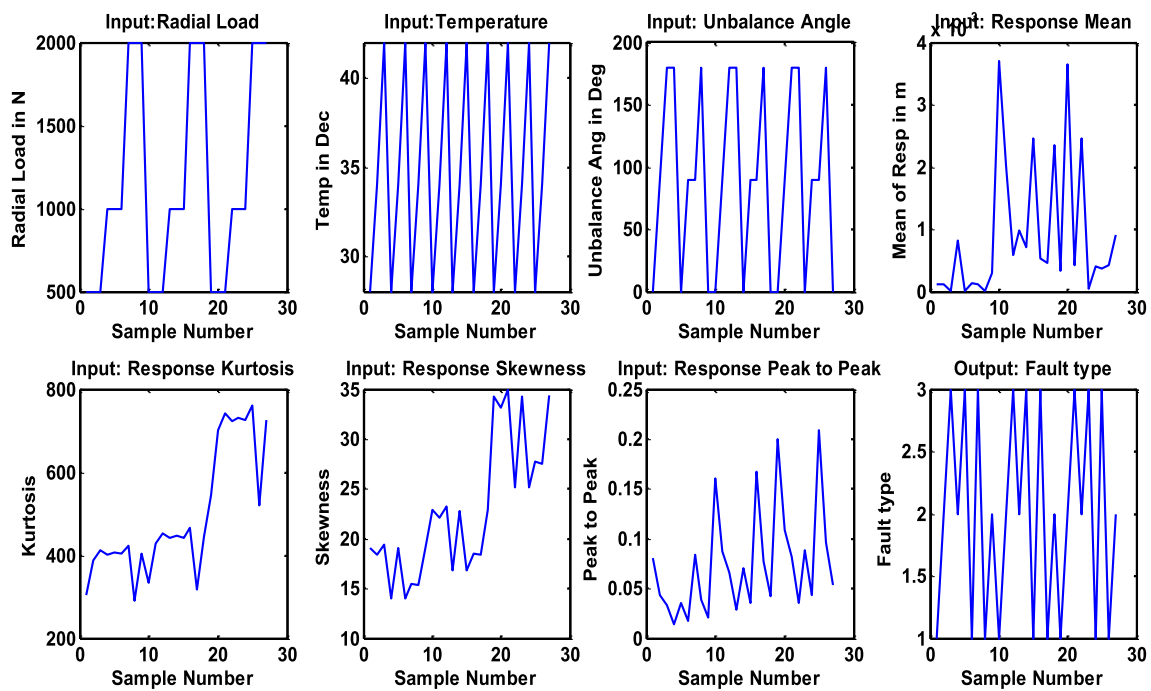 Input:Radial Load
2000
1500
1000
500
Radial Load in N
0 10 20 30
Sample Number
Input:Temperature
40
35
30
Temp in Dec
0 10 20 30
Sample Number
Input: Unbalance Angle
200
150
100
50
0
Unbalance Ang in Deg
0 10 20 30
Sample Number
Input: Response Mean
4
3
2
1
0
Mean of Resp in m
0 10 20 30
Sample Number
Input: Response Kurtosis
800
600
400
200
Kurtosis
0 10 20 30
Sample Number
Input: Response Skewness
35
30
25
20
15
10
Skewness
0 10 20 30
Sample Number
Input: Response Peak to Peak
0.25
0.2
0.15
0.1
0.05
0
Peak to Peak
0 10 20 30
Sample Number
Output: Fault type
3
2.5
2
1.5
1
Fault type
0 10 20 30
Sample Number